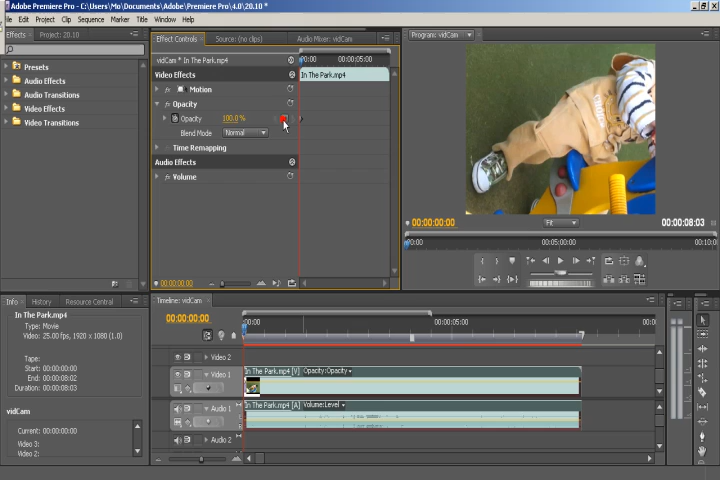 Adobe Premiere Pro - C:\Users\Mo\Documents\Adobe\Premiere Pro\4.0\20.10 *
File Edit Project Clip Sequence Marker Title Window Help
Effects
Project: 20.10
Presets
Audio Effects
Audio Transitions
Video Effects
Video Transitions
Effect Controls
Source: (no clips)
Audio Mixer: vidCam
vidCam * In The Park.mp4
00:00
00:00:05:00
Video Effects
In The Park.mp4
Motion
Opacity
Opacity
100.0 %
Blend Mode
Normal
Time Remapping
Audio Effects
Volume
00:00:00:00
Program: vidCam
00:00:00:00
Fit
00:00:08:03
00:00
00:05:00:00
00:10:0
Info
History
Resource Central
In The Park.mp4
Type: Movie
Video: 25.00 fps, 1920 x 1080 (1.0)
Tape:
Start: 00:00:00:00
End: 00:00:08:02
Duration: 00:00:08:03
vidCam
Current: 00:00:00:00
Video 3:
Video 2:
Timeline: vidCam
00:00:00:00
00:00
00:00:05:00
00:0
Video 2
Video 1
In The Park.mp4 [V] Opacity:Opacity
Audio 1
In The Park.mp4 [A] Volume:Level
Audio 2